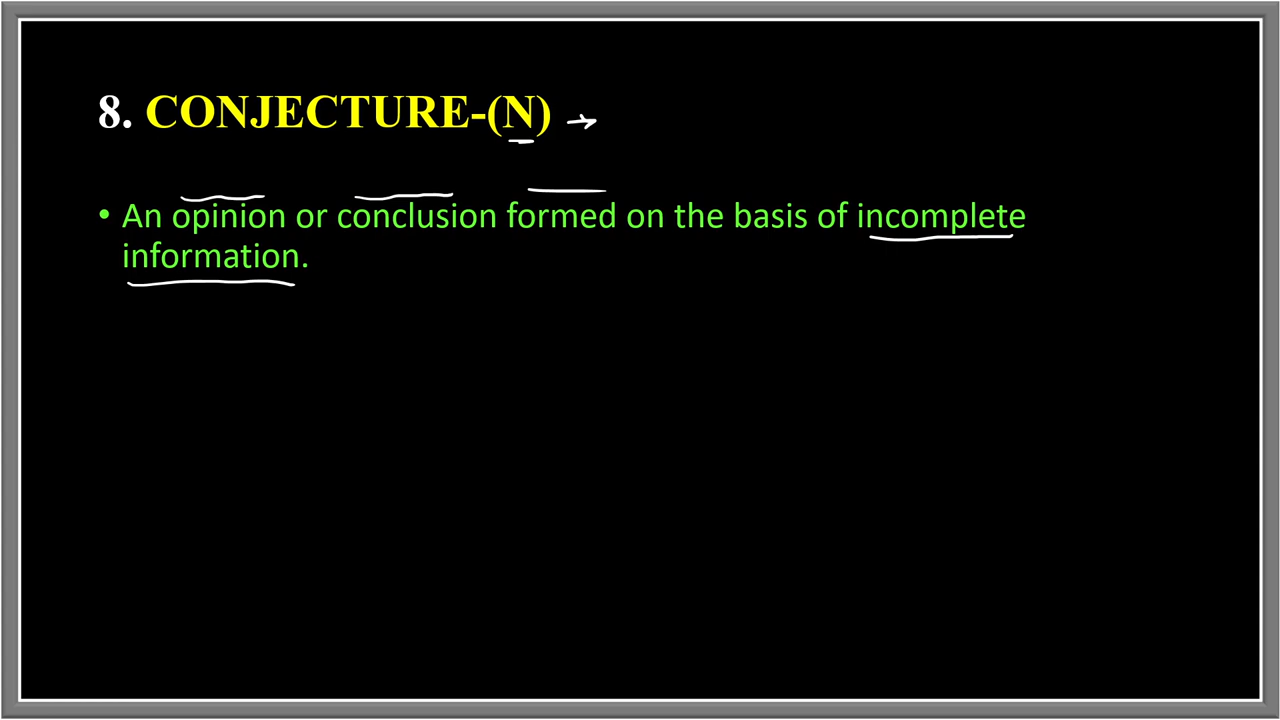 8. CONJECTURE-(N) →
• An opinion or conclusion formed on the basis of incomplete
information.